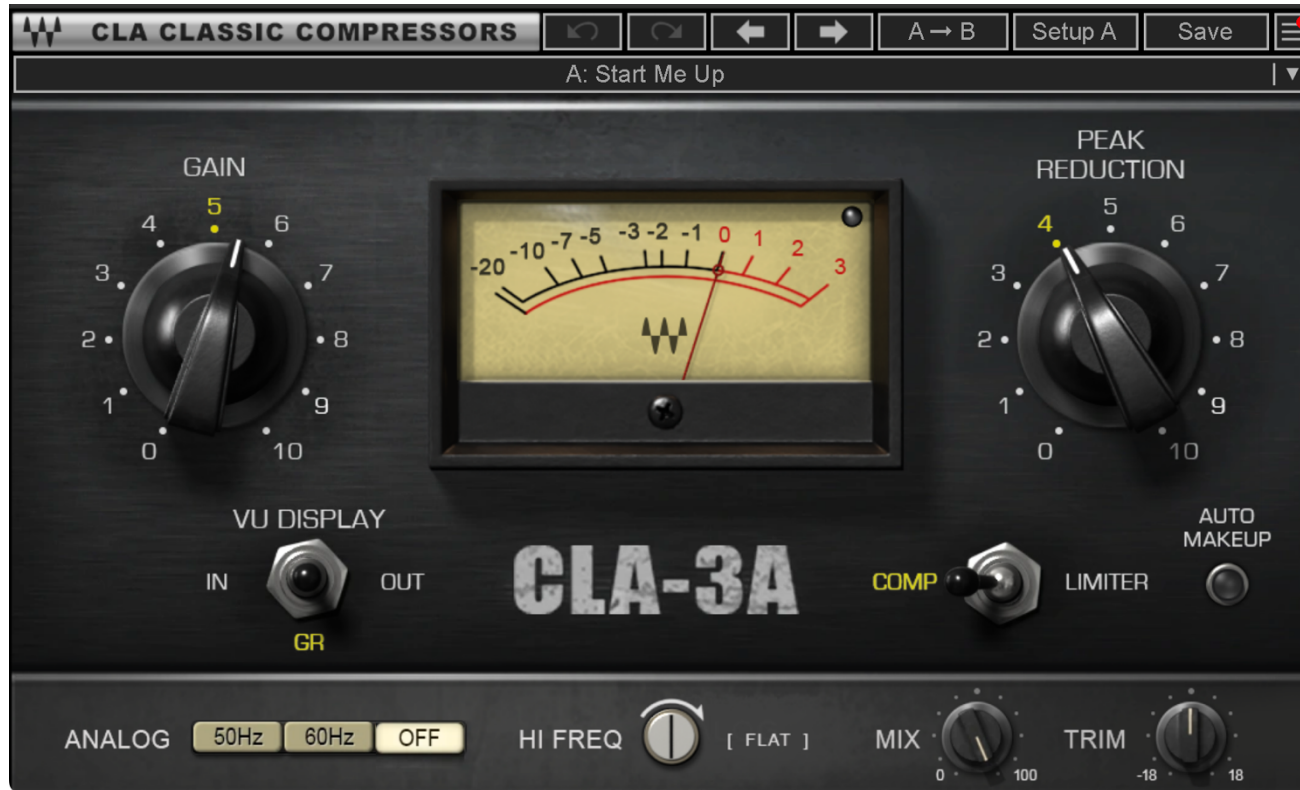 CLA CLASSIC COMPRESSORS
A → B
Setup A
Save
A: Start Me Up
GAIN
0 1 2 3 4 5 6 7 8 9 10
-20 -10 -7 -5 -3 -2 -1 0 1 2 3
PEAK
REDUCTION
0 1 2 3 4 5 6 7 8 9 10
VU DISPLAY
IN
OUT
GR
CLA-3A
COMP
LIMITER
AUTO
MAKEUP
ANALOG
50Hz
60Hz
OFF
HI FREQ
[ FLAT ]
MIX
0 100
TRIM
-18 18